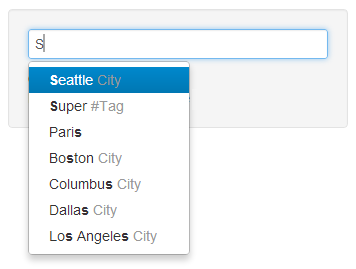 S
Seattle City
Super #Tag
Paris
Boston City
Columbus City
Dallas City
Los Angeles City